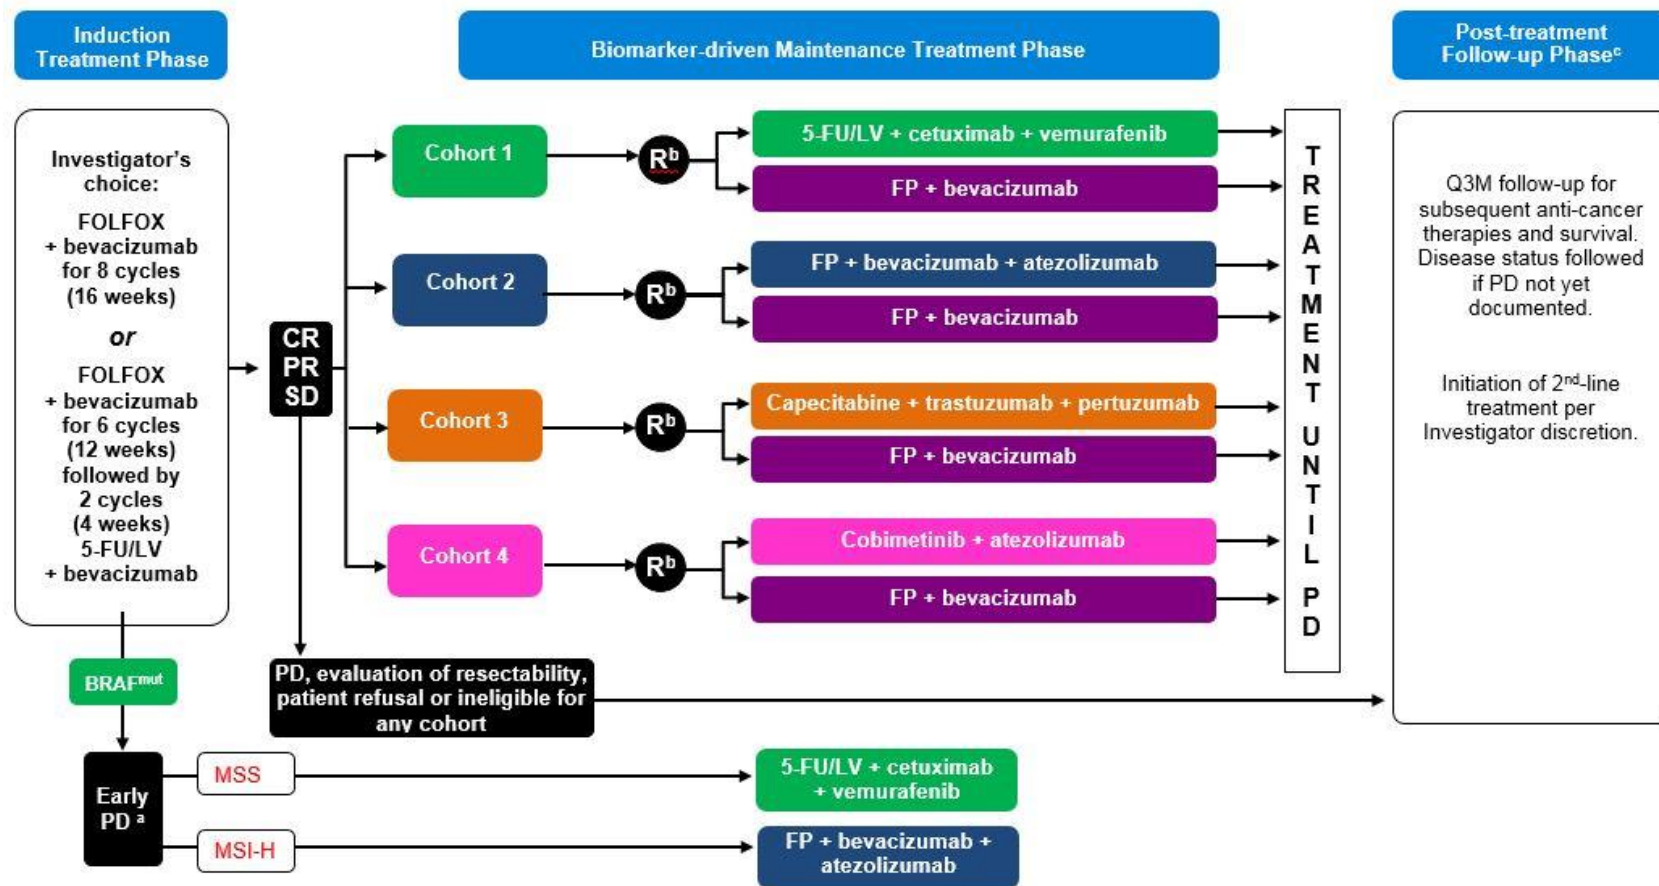 Induction
Treatment Phase
Biomarker-driven Maintenance Treatment Phase
Post-treatment
Follow-up Phaseᶜ
Investigator’s
choice:
FOLFOX
+ bevacizumab
for 8 cycles
(16 weeks)
or
FOLFOX
+ bevacizumab
for 6 cycles
(12 weeks)
followed by
2 cycles
(4 weeks)
5-FU/LV
+ bevacizumab
CR
PR
SD
Cohort 1
Rᵇ
5-FU/LV + cetuximab + vemurafenib
FP + bevacizumab
Cohort 2
Rᵇ
FP + bevacizumab + atezolizumab
FP + bevacizumab
Cohort 3
Rᵇ
Capecitabine + trastuzumab + pertuzumab
FP + bevacizumab
Cohort 4
Rᵇ
Cobimetinib + atezolizumab
FP + bevacizumab
TREATMENT UNTIL PD
Q3M follow-up for
subsequent anti-cancer
therapies and survival.
Disease status followed
if PD not yet
documented.
Initiation of 2ⁿᵈ-line
treatment per
Investigator discretion.
BRAFᵐᵘᵗ
PD, evaluation of resectability,
patient refusal or ineligible for
any cohort
Early
PD ᵃ
MSS
5-FU/LV + cetuximab
+ vemurafenib
MSI-H
FP + bevacizumab +
atezolizumab